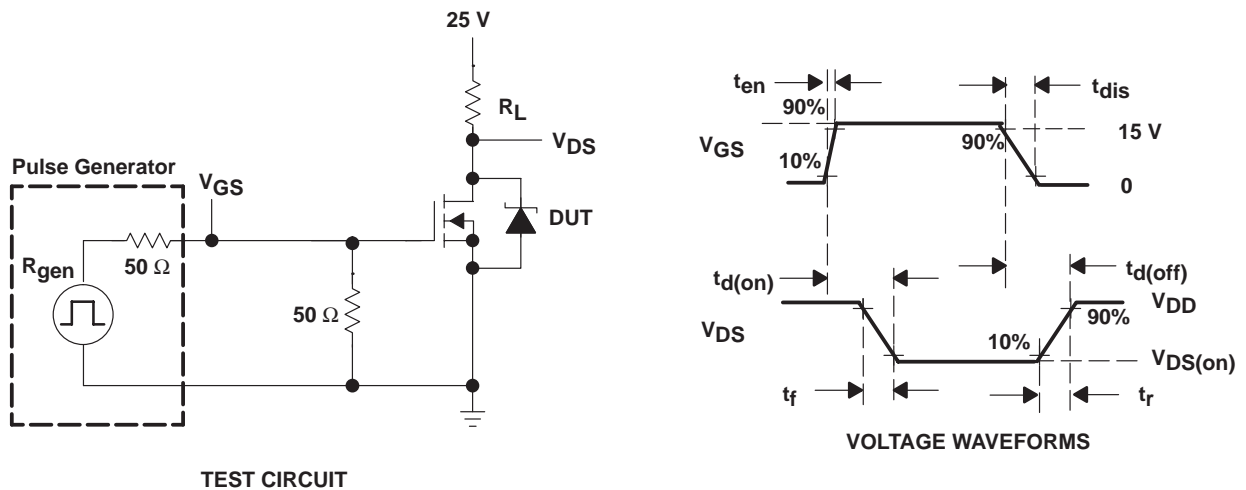 25 V
RL
VDS
Pulse Generator
VGS
DUT
Rgen
50 Ω
50 Ω
TEST CIRCUIT
ten
tdis
90%
15 V
90%
VGS
10%
0
td(on)
td(off)
VDD
VDS
90%
10%
VDS(on)
tf
tr
VOLTAGE WAVEFORMS